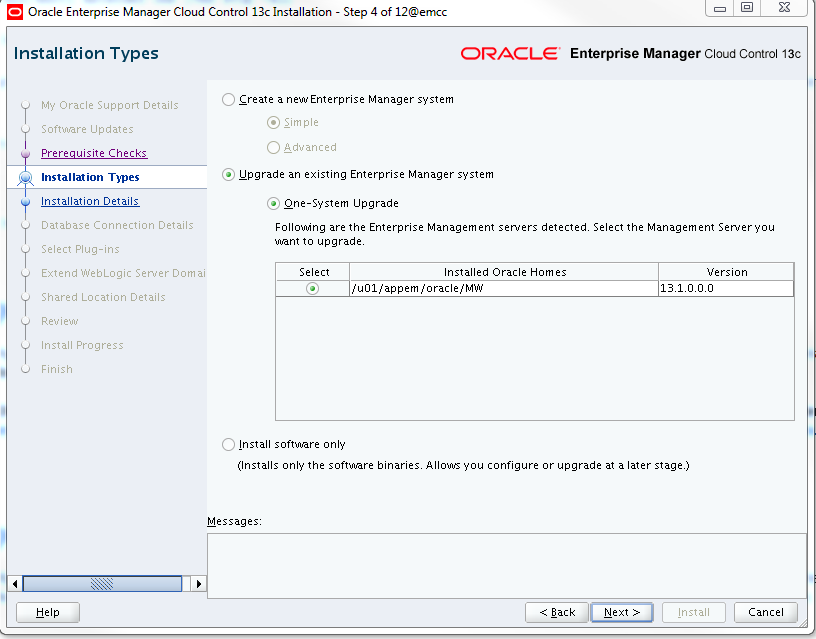 Oracle Enterprise Manager Cloud Control 13c Installation - Step 4 of 12@emcc
Installation Types
ORACLE Enterprise Manager Cloud Control 13c
My Oracle Support Details
Software Updates
Prerequisite Checks
Installation Types
Installation Details
Database Connection Details
Select Plug-ins
Extend WebLogic Server Domai
Shared Location Details
Review
Install Progress
Finish
Create a new Enterprise Manager system
Simple
Advanced
Upgrade an existing Enterprise Manager system
One-System Upgrade
Following are the Enterprise Management servers detected. Select the Management Server you
want to upgrade.
Select Installed Oracle Homes Version
/u01/appem/oracle/MW 13.1.0.0.0
Install software only
(Installs only the software binaries. Allows you configure or upgrade at a later stage.)
Messages:
Help < Back Next > Install Cancel